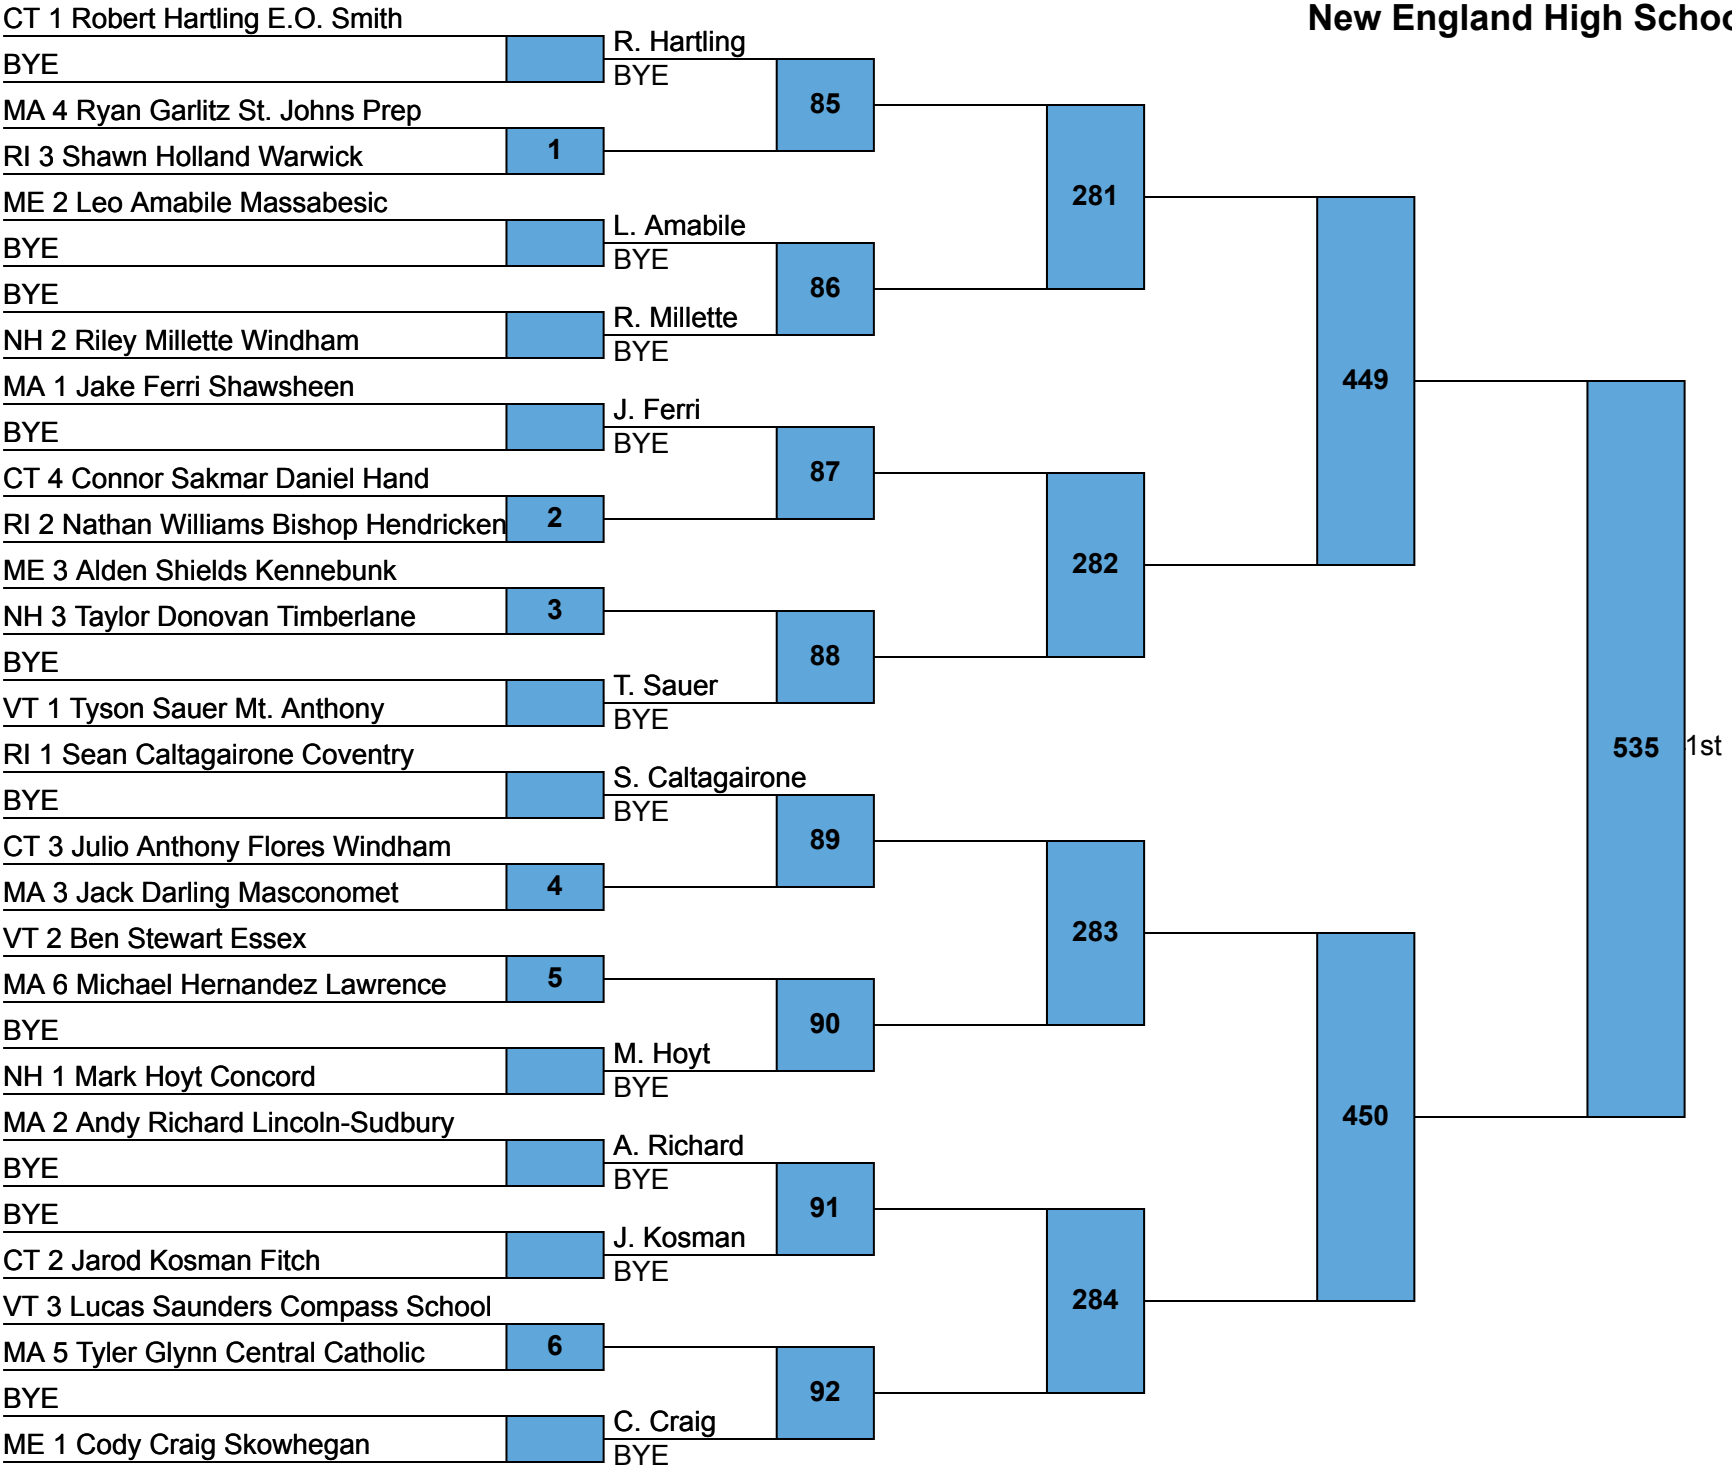 New England High Schoo
CT 1 Robert Hartling E.O. Smith
BYE
MA 4 Ryan Garlitz St. Johns Prep
RI 3 Shawn Holland Warwick
ME 2 Leo Amabile Massabesic
BYE
BYE
NH 2 Riley Millette Windham
MA 1 Jake Ferri Shawsheen
BYE
CT 4 Connor Sakmar Daniel Hand
RI 2 Nathan Williams Bishop Hendricken
ME 3 Alden Shields Kennebunk
NH 3 Taylor Donovan Timberlane
BYE
VT 1 Tyson Sauer Mt. Anthony
RI 1 Sean Caltagairone Coventry
BYE
CT 3 Julio Anthony Flores Windham
MA 3 Jack Darling Masconomet
VT 2 Ben Stewart Essex
MA 6 Michael Hernandez Lawrence
BYE
NH 1 Mark Hoyt Concord
MA 2 Andy Richard Lincoln-Sudbury
BYE
BYE
CT 2 Jarod Kosman Fitch
VT 3 Lucas Saunders Compass School
MA 5 Tyler Glynn Central Catholic
BYE
ME 1 Cody Craig Skowhegan
1
2
3
4
5
6
R. Hartling
BYE
L. Amabile
BYE
R. Millette
BYE
J. Ferri
BYE
T. Sauer
BYE
S. Caltagairone
BYE
M. Hoyt
BYE
A. Richard
BYE
J. Kosman
BYE
C. Craig
BYE
85
86
87
88
89
90
91
92
281
282
283
284
449
450
535
1st